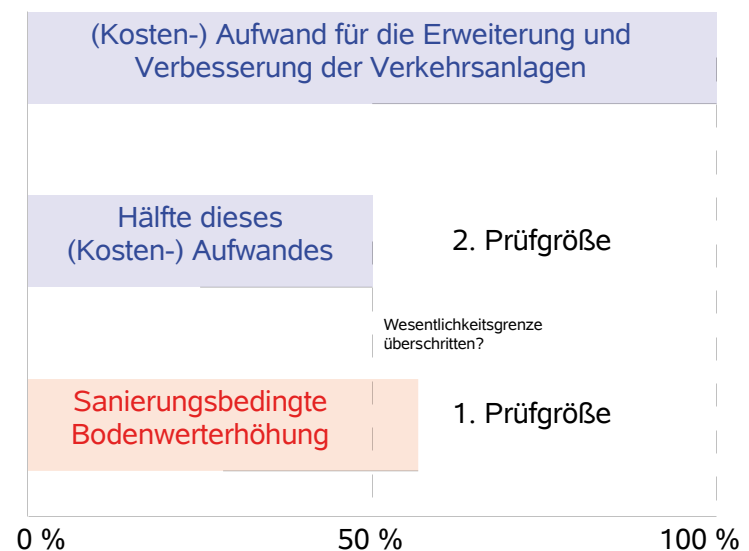 (Kosten-) Aufwand für die Erweiterung und
Verbesserung der Verkehrsanlagen
Hälfte dieses
(Kosten-) Aufwandes
2. Prüfgröße
Wesentlichkeitsgrenze
überschritten?
Sanierungsbedingte
Bodenwerterhöhung
1. Prüfgröße
0 %
50 %
100 %